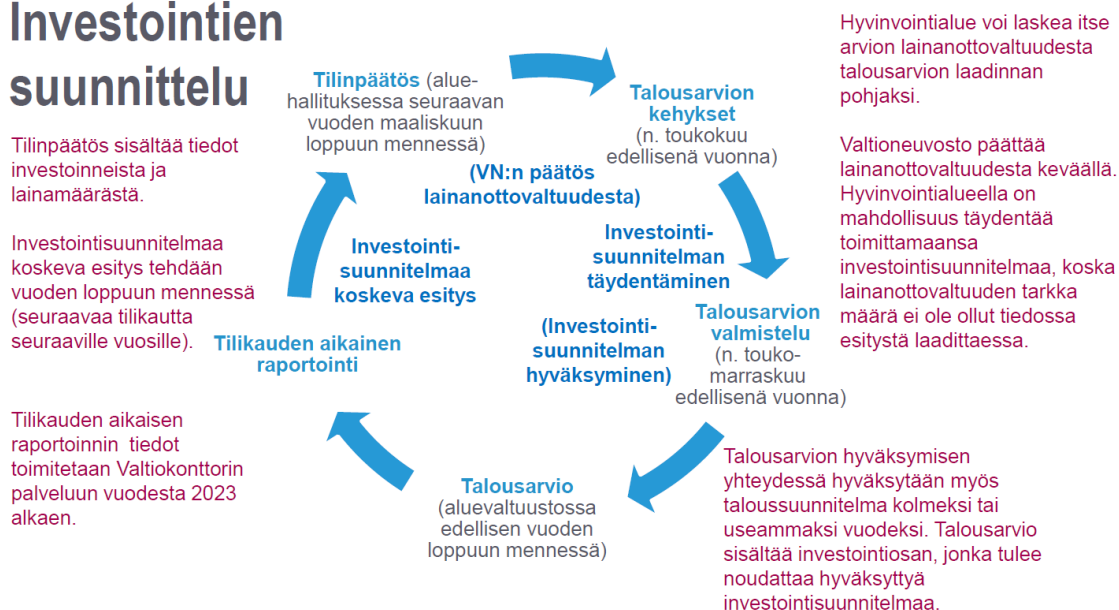 Investointien
suunnittelu
Tilinpäätös sisältää tiedot
investoinneista ja
lainamäärästä.
Investointisuunnitelmaa
koskeva esitys tehdään
vuoden loppuun mennessä
(seuraavaa tilikautta
seuraaville vuosille).
Tilikauden aikaisen
raportoinnin tiedot
toimitetaan Valtiokonttorin
palveluun vuodesta 2023
alkaen.
Tilinpäätös (alue-
hallituksessa seuraavan
vuoden maaliskuun
loppuun mennessä)
Talousarvion
kehykset
(n. toukokuu
edellisenä vuonna)
(VN:n päätös
lainanottovaltuudesta)
Investointi-
suunnitelmaa
koskeva esitys
Investointi-
suunnitelman
täydentäminen
(Investointi-
suunnitelman
hyväksyminen)
Talousarvion
valmistelu
(n. touko-
marraskuu
edellisenä vuonna)
Tilikauden aikainen
raportointi
Talousarvio
(aluevaltuustossa
edellisen vuoden
loppuun mennessä)
Hyvinvointialue voi laskea itse
arvion lainanottovaltuudesta
talousarvion laadinnan
pohjaksi.
Valtioneuvosto päättää
lainanottovaltuudesta keväällä.
Hyvinvointialueella on
mahdollisuus täydentää
toimittamaansa
investointisuunnitelmaa, koska
lainanottovaltuuden tarkka
määrä ei ole ollut tiedossa
esitystä laadittaessa.
Talousarvion hyväksymisen
yhteydessä hyväksytään myös
taloussuunnitelma kolmeksi tai
useammaksi vuodeksi. Talousarvio
sisältää investointiosan, jonka tulee
noudattaa hyväksyttyä
investointisuunnitelmaa.